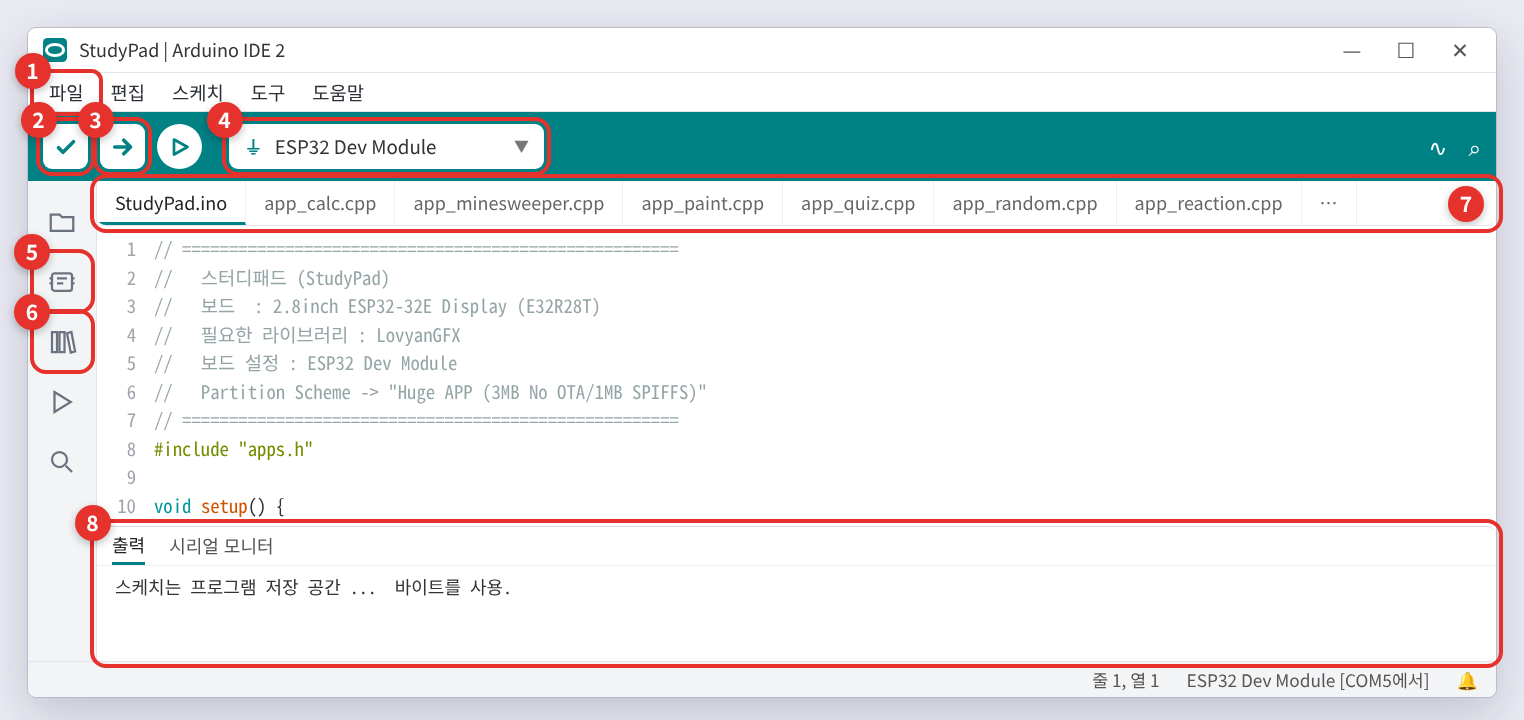 StudyPad | Arduino IDE 2
1
파일 편집 스케치 도구 도움말
2 3 4
ESP32 Dev Module
StudyPad.ino app_calc.cpp app_minesweeper.cpp app_paint.cpp app_quiz.cpp app_random.cpp app_reaction.cpp ... 7
1 // =====================================================
2 // 스터디패드 (StudyPad)
5
3 // 보드 : 2.8inch ESP32-32E Display (E32R28T)
6
4 // 필요한 라이브러리 : LovyanGFX
5 // 보드 설정 : ESP32 Dev Module
6 // Partition Scheme -> "Huge APP (3MB No OTA/1MB SPIFFS)"
7 // =====================================================
8 #include "apps.h"
9
10 void setup() {
8
출력 시리얼 모니터
스케치는 프로그램 저장 공간 ... 바이트를 사용.
줄 1, 열 1 ESP32 Dev Module [COM5에서]